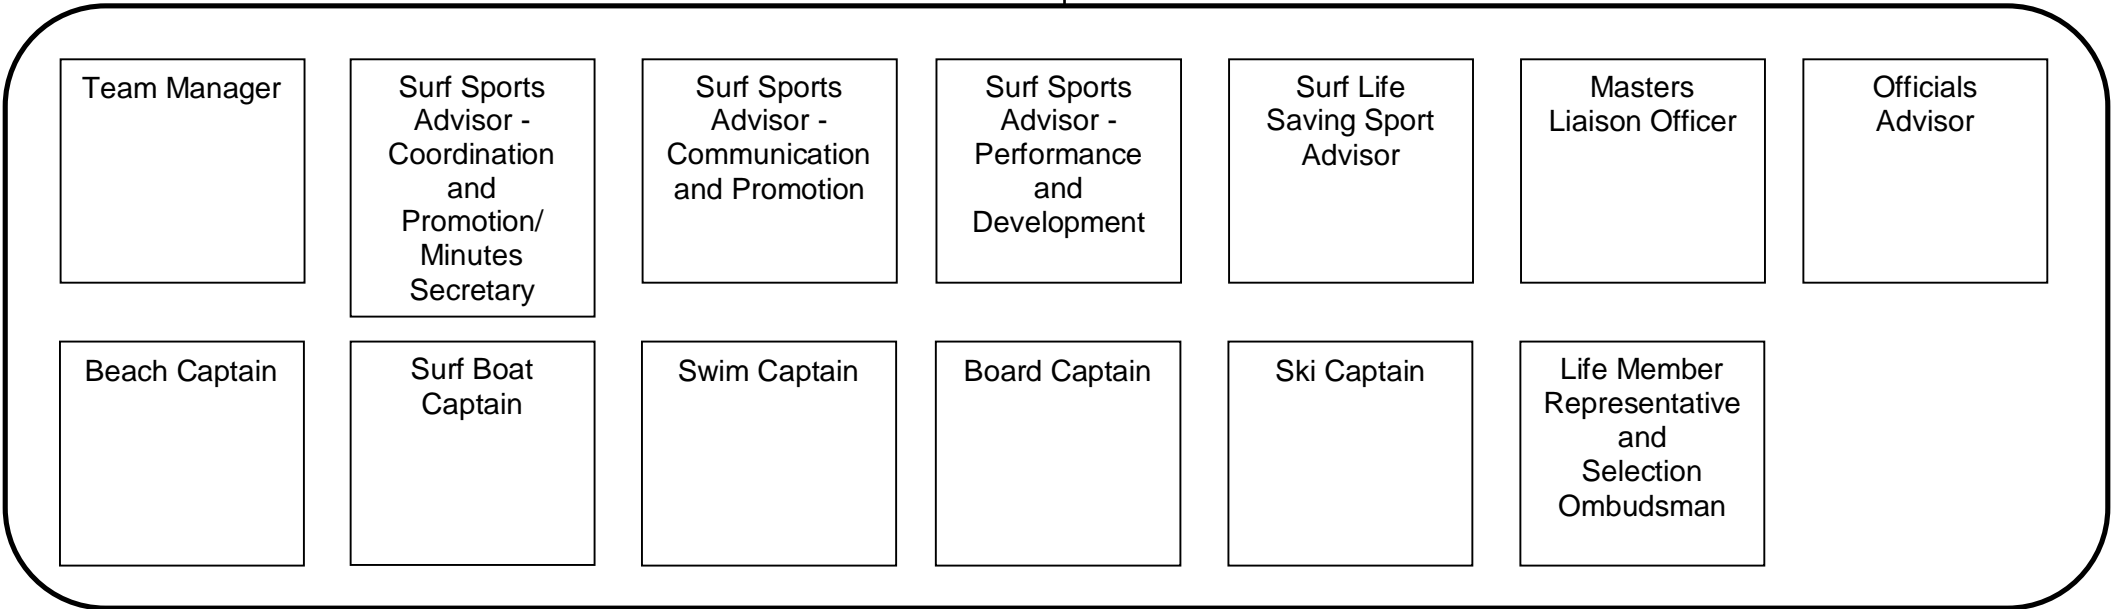 Team Manager
Surf Sports
Advisor -
Coordination
and
Promotion/
Minutes
Secretary
Surf Sports
Advisor -
Communication
and Promotion
Surf Sports
Advisor -
Performance
and
Development
Surf Life
Saving Sport
Advisor
Masters
Liaison Officer
Officials
Advisor
Beach Captain
Surf Boat
Captain
Swim Captain
Board Captain
Ski Captain
Life Member
Representative
and
Selection
Ombudsman